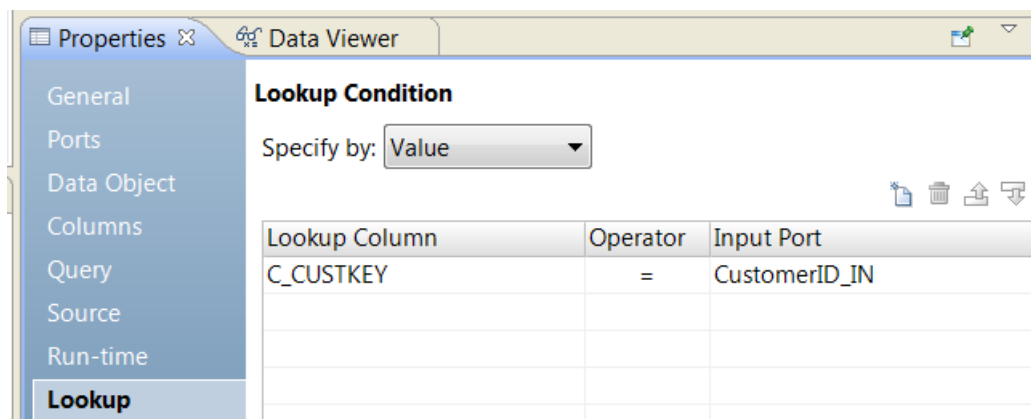 Properties Data Viewer
General
Ports
Data Object
Columns
Query
Source
Run-time
Lookup
Lookup Condition
Specify by: Value
Lookup Column Operator Input Port
C_CUSTKEY = CustomerID_IN